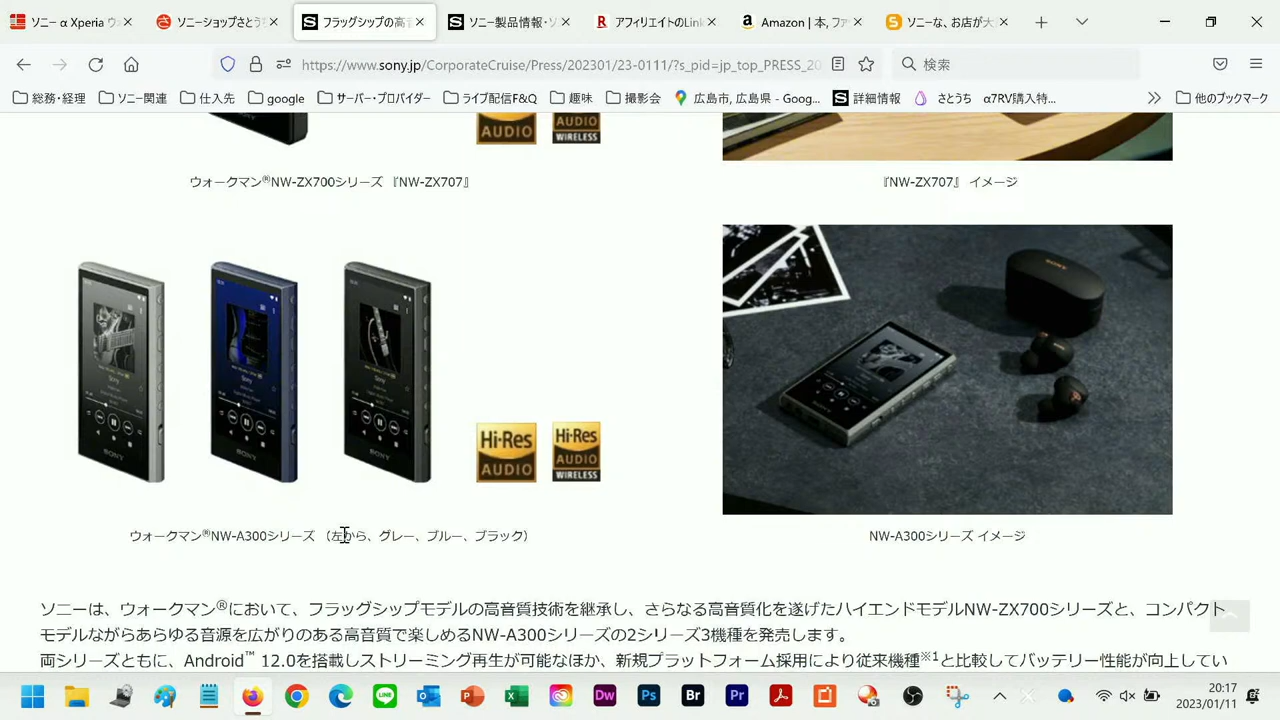 ソニー α Xperia ウ
ソニーショップさとう
フラッグシップの高音
ソニー製品情報・ソ
アフィリエイトのLink
Amazon | 本, ファ
ソニーな、お店が大
https://www.sony.jp/CorporateCruise/Press/202301/23-0111/?s_pid=jp_top_PRESS_20
検索
総務・経理
ソニー関連
仕入先
google
サーバー・プロバイダー
ライブ配信F&Q
趣味
撮影会
広島市, 広島県 - Goog...
詳細情報
さとうち
α7RV購入特...
他のブックマーク
AUDIO
AUDIO
WIRELESS
ウォークマン®NW-ZX700シリーズ 『NW-ZX707』
『NW-ZX707』 イメージ
SONY
SONY
SONY
Hi-Res
AUDIO
Hi-Res
AUDIO
WIRELESS
ウォークマン®NW-A300シリーズ （左から、グレー、ブルー、ブラック）
NW-A300シリーズ イメージ
ソニーは、ウォークマン®において、フラッグシップモデルの高音質技術を継承し、さらなる高音質化を遂げたハイエンドモデルNW-ZX700シリーズと、コンパクト
モデルながらあらゆる音源を広がりのある高音質で楽しめるNW-A300シリーズの2シリーズ3機種を発売します。
両シリーズともに、Android™ 12.0を搭載しストリーミング再生が可能なほか、新規プラットフォーム採用により従来機種※1と比較してバッテリー性能が向上してい
20:17
2023/01/11